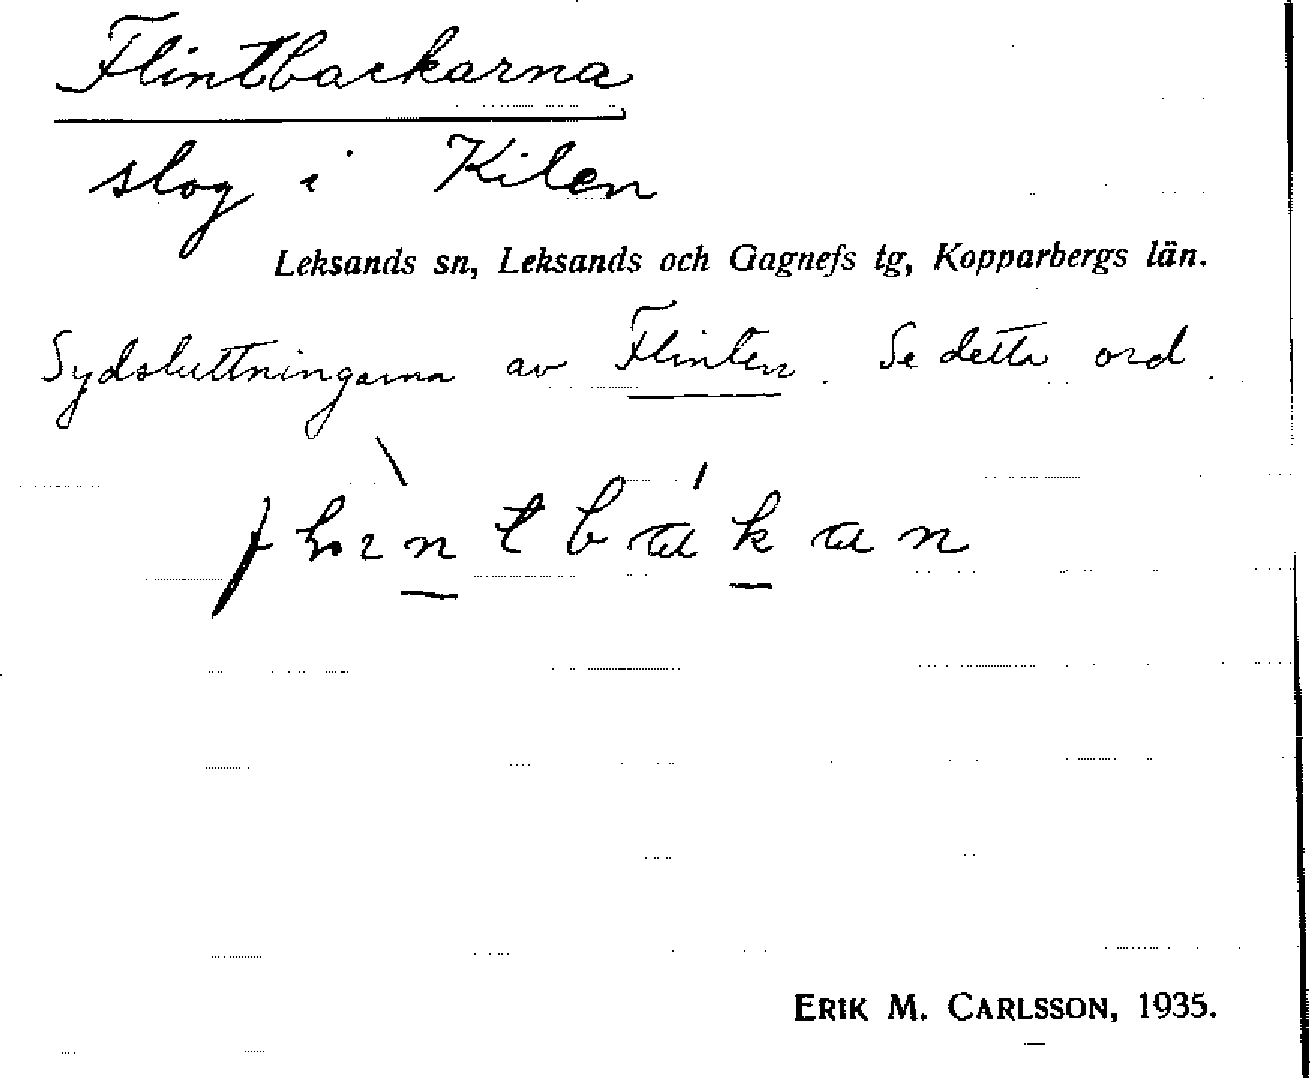 Flintbackarna
slog i Kilen
Leksands sn, Leksands och Gagnefs tg, Kopparbergs län.
Sydsluttningarna av Flinten. Se detta ord.
ERIK M. CARLSSON, 1935.